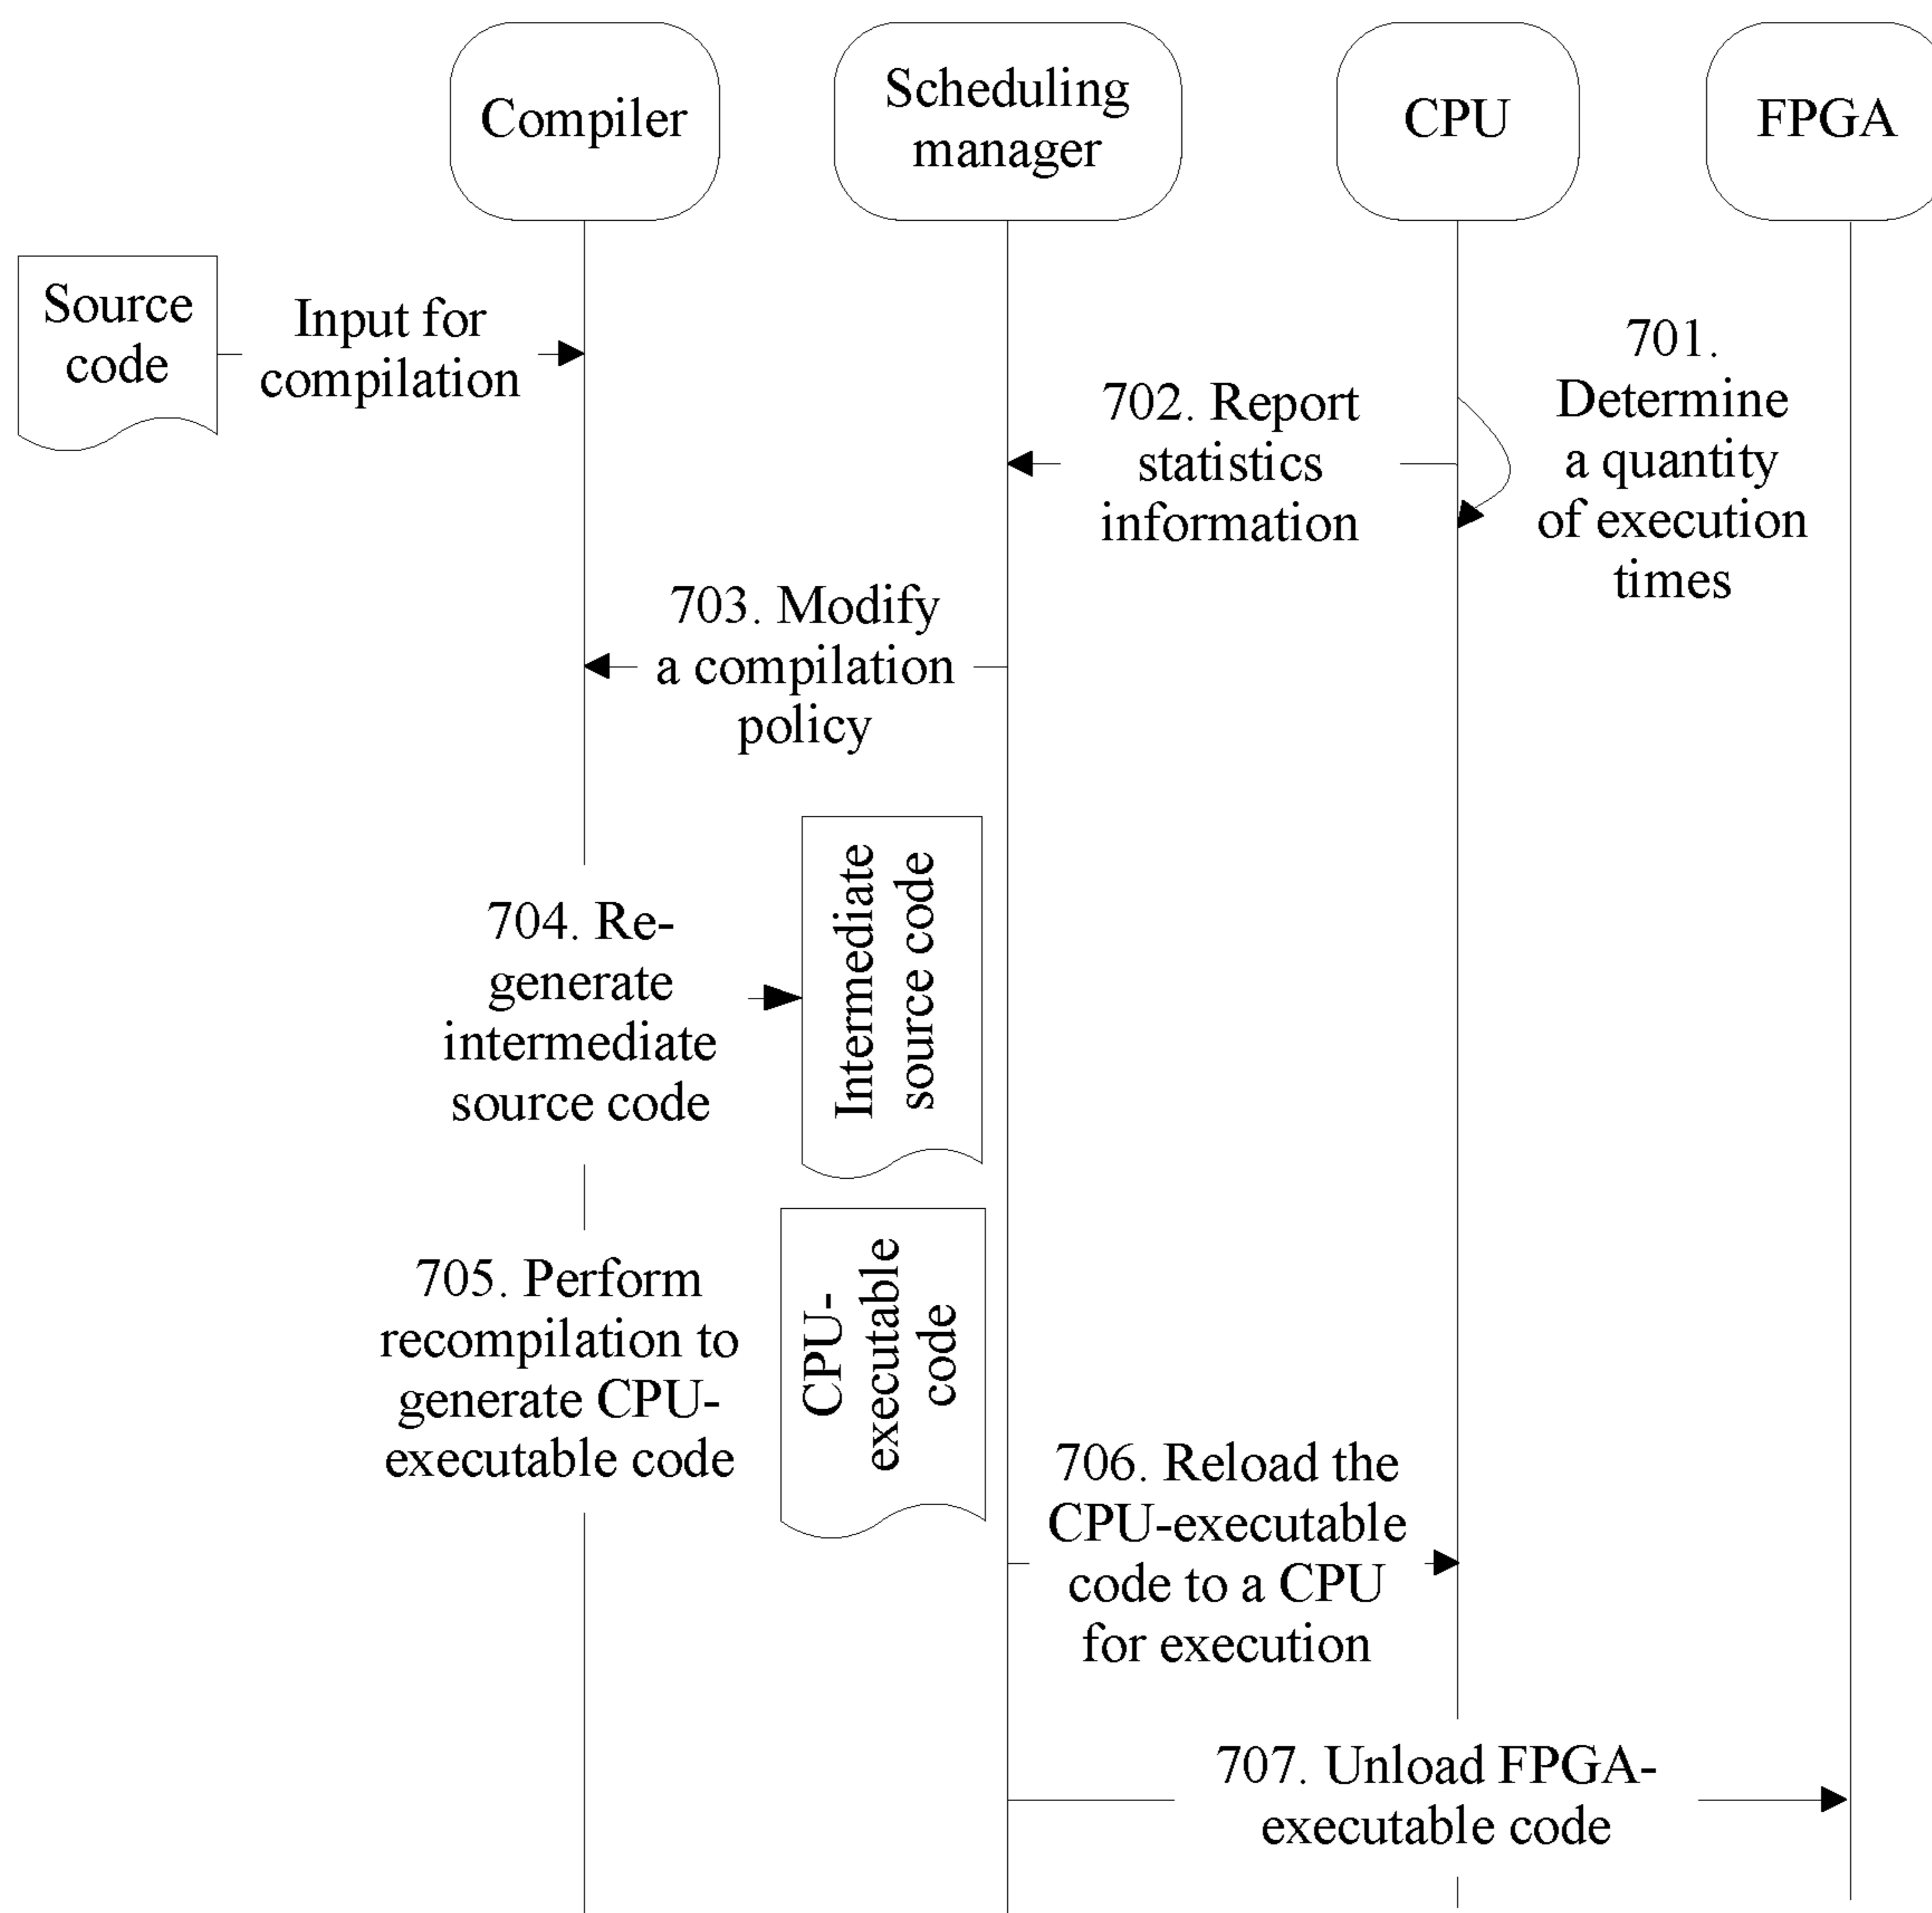 Compiler
Scheduling
manager
CPU
FPGA
Source
code
Input for
compilation
701.
Determine
a quantity
of execution
times
702. Report
statistics
information
703. Modify
a compilation
policy
704. Re-
generate
intermediate
source code
Intermediate
source code
705. Perform
recompilation to
generate CPU-
executable code
CPU-
executable
code
706. Reload the
CPU-executable
code to a CPU
for execution
707. Unload FPGA-
executable code